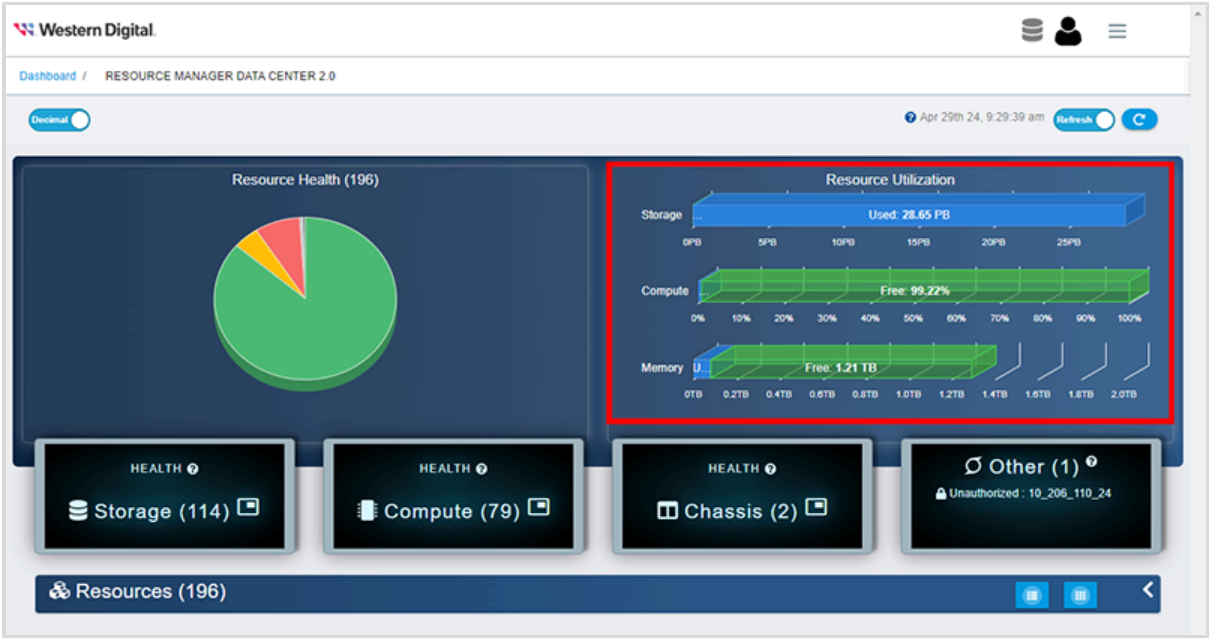 Western Digital.
Dashboard / RESOURCE MANAGER DATA CENTER 2.0
Decimal
Apr 29th 24, 9:29:39 am Refresh
Resource Health (196)
Resource Utilization
Storage ... Used: 28.65 PB
0PB 5PB 10PB 15PB 20PB 25PB
Compute ... Free: 99.22%
0% 10% 20% 30% 40% 50% 60% 70% 80% 90% 100%
Memory U... Free: 1.21 TB
0TB 0.2TB 0.4TB 0.6TB 0.8TB 1.0TB 1.2TB 1.4TB 1.6TB 1.8TB 2.0TB
HEALTH ?
Storage (114)
HEALTH ?
Compute (79)
HEALTH ?
Chassis (2)
Other (1) ?
Unauthorized : 10_206_110_24
Resources (196)